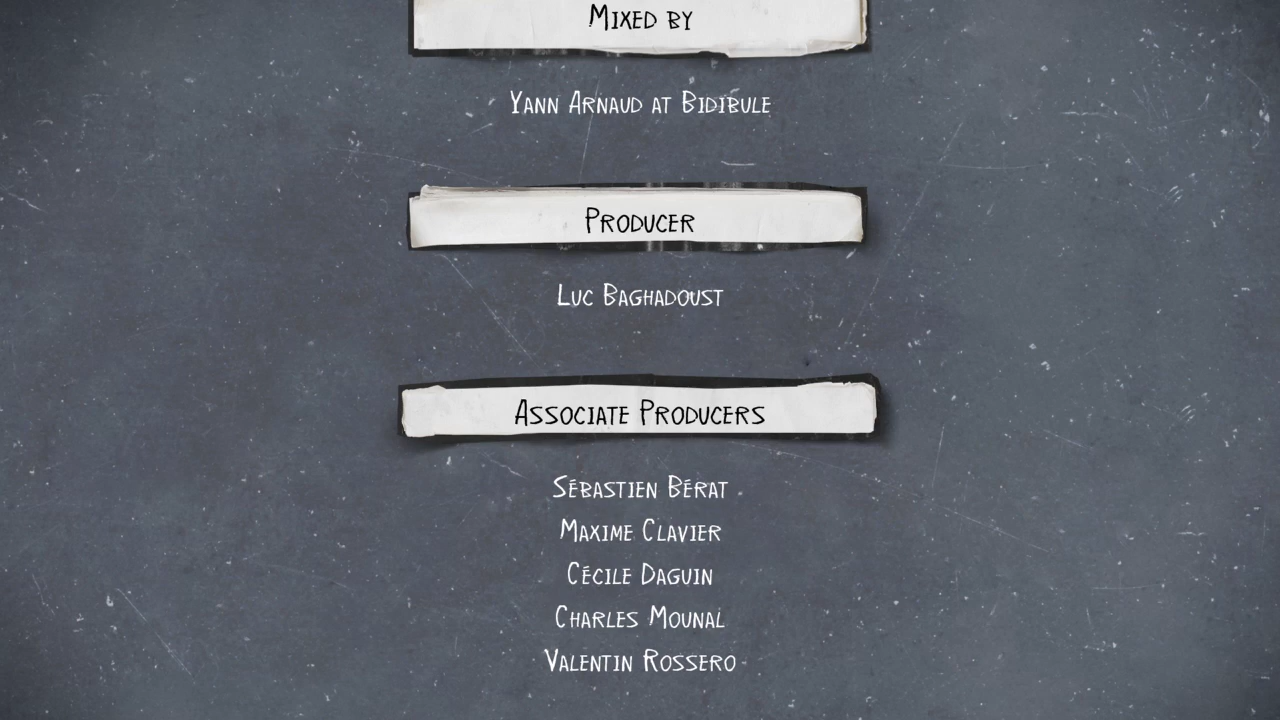 Mixed by
Yann Arnaud at Bidibule
Producer
Luc Baghadoust
Associate Producers
Sébastien Bérat
Maxime Clavier
Cécile Daguin
Charles Mounal
Valentin Rossero